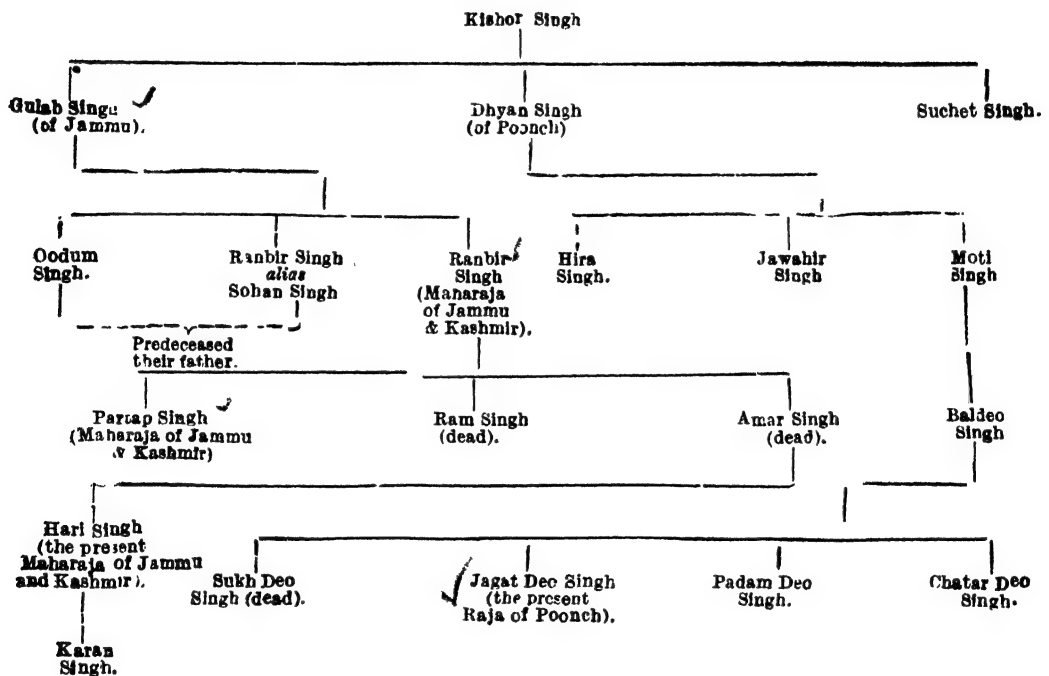 Kishor Singh
Gulab Singh
(of Jammu).
Dhyan Singh
(of Poonch)
Suchet Singh.
Oodum
Singh.
Ranbir Singh
alias
Sohan Singh
Ranbir
Singh
(Maharaja
of Jammu
& Kashmir).
Hira
Singh.
Jawahir
Singh
Moti
Singh
Predeceased
their father.
Partap Singh
(Maharaja of Jammu
& Kashmir)
Ram Singh
(dead).
Amar Singh
(dead).
Baldeo
Singh
Hari Singh
(the present
Maharaja of Jammu
and Kashmir).
Sukh Deo
Singh (dead).
Jagat Deo Singh
(the present
Raja of Poonch).
Padam Deo
Singh.
Chatar Deo
Singh.
Karan
Singh.